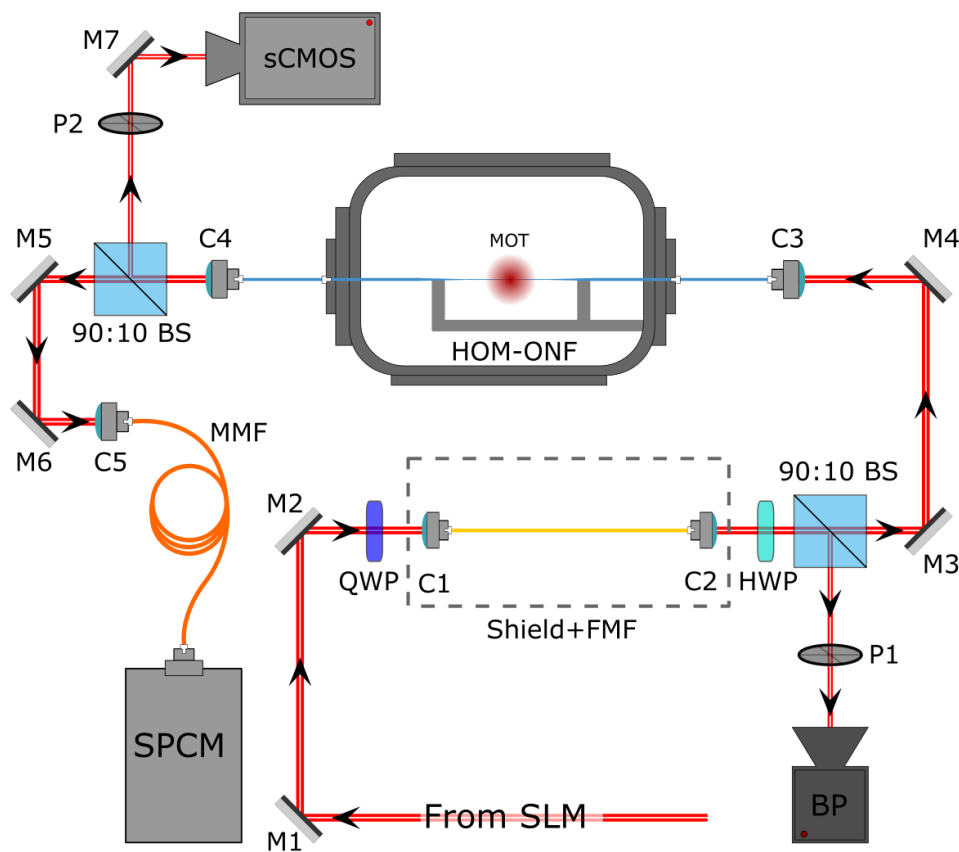 M7
sCMOS
P2
M5
C4
MOT
C3
M4
90:10 BS
HOM-ONF
M6
C5
MMF
M2
90:10 BS
QWP
C1
C2
HWP
M3
Shield+FMF
P1
SPCM
BP
From SLM
M1